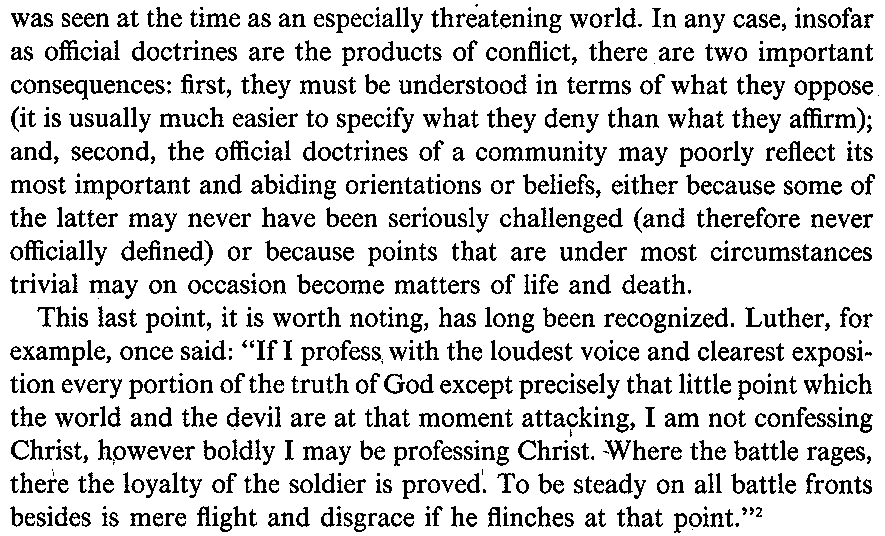 was seen at the time as an especially threatening world. In any case, insofar
as official doctrines are the products of conflict, there are two important
consequences: first, they must be understood in terms of what they oppose
(it is usually much easier to specify what they deny than what they affirm);
and, second, the official doctrines of a community may poorly reflect its
most important and abiding orientations or beliefs, either because some of
the latter may never have been seriously challenged (and therefore never
officially defined) or because points that are under most circumstances
trivial may on occasion become matters of life and death.
This last point, it is worth noting, has long been recognized. Luther, for
example, once said: “If I profess with the loudest voice and clearest exposi-
tion every portion of the truth of God except precisely that little point which
the world and the devil are at that moment attacking, I am not confessing
Christ, however boldly I may be professing Christ. Where the battle rages,
there the loyalty of the soldier is proved. To be steady on all battle fronts
besides is mere flight and disgrace if he flinches at that point.”²